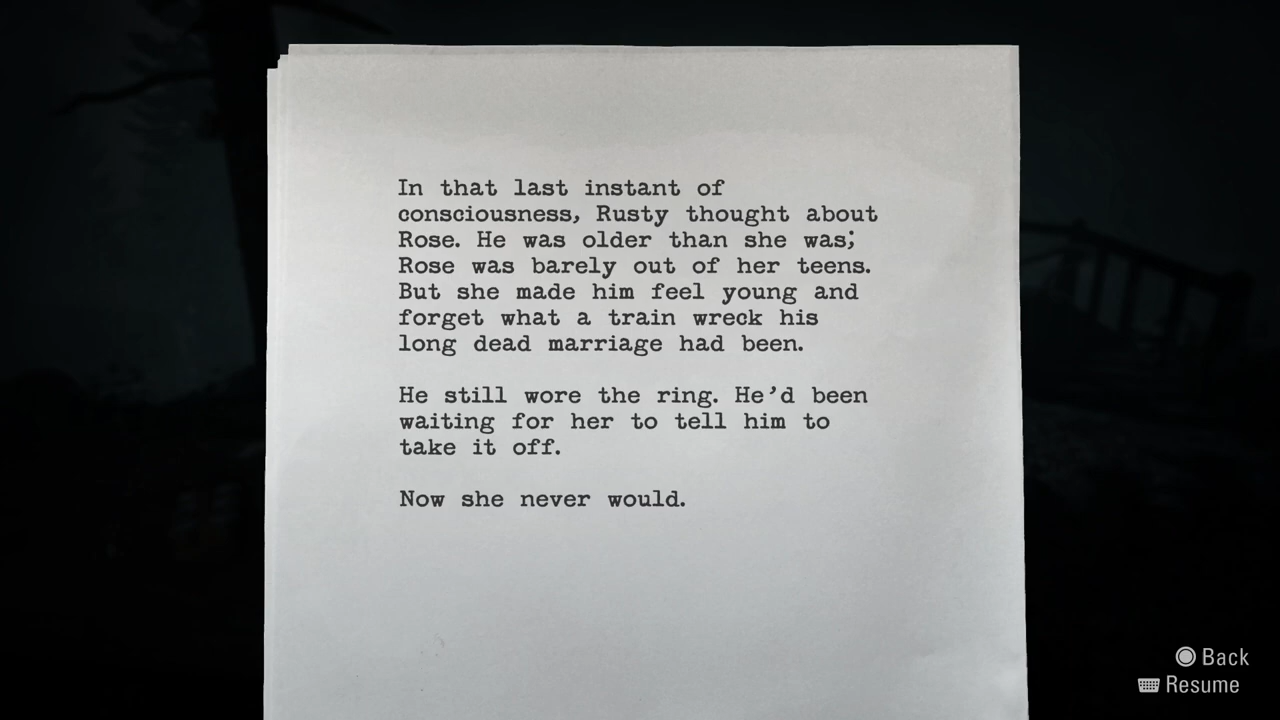 In that last instant of
consciousness, Rusty thought about
Rose. He was older than she was;
Rose was barely out of her teens.
But she made him feel young and
forget what a train wreck his
long dead marriage had been.
He still wore the ring. He’d been
waiting for her to tell him to
take it off.
Now she never would.
Back
Resume